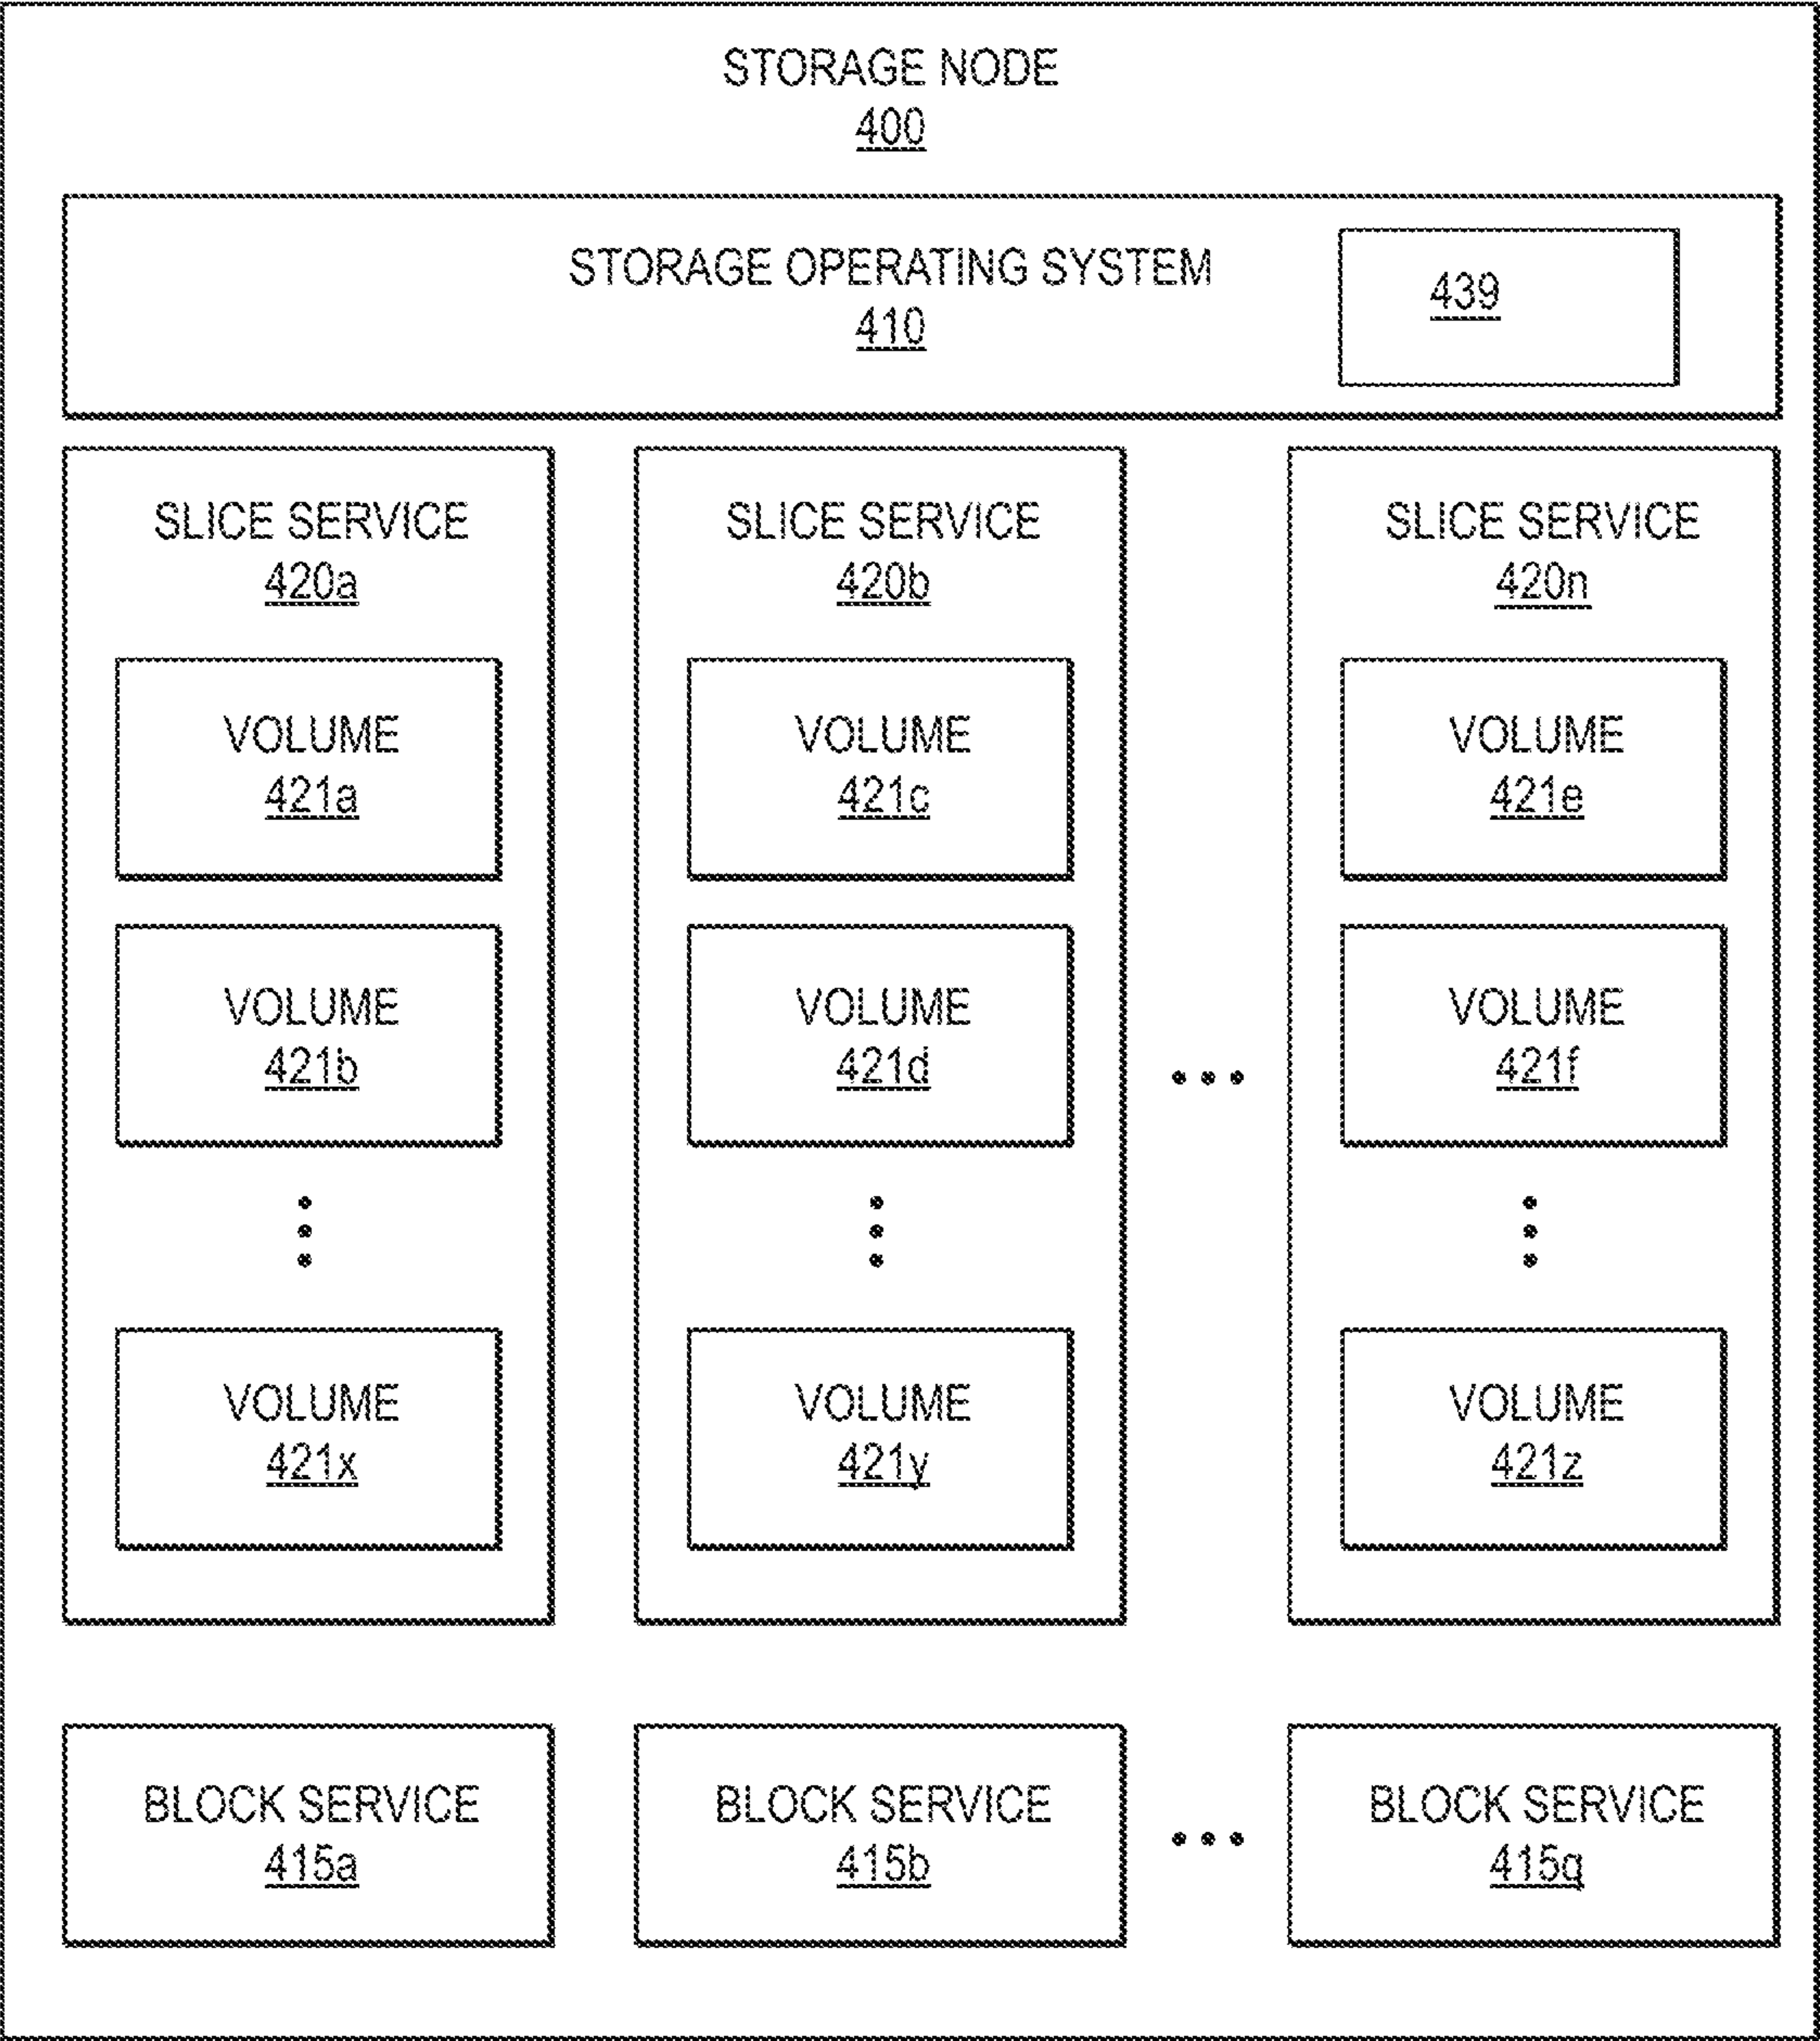 STORAGE NODE
400
STORAGE OPERATING SYSTEM
410
439
SLICE SERVICE
420a
VOLUME
421a
VOLUME
421b
VOLUME
421x
SLICE SERVICE
420b
VOLUME
421c
VOLUME
421d
VOLUME
421y
SLICE SERVICE
420n
VOLUME
421e
VOLUME
421f
VOLUME
421z
BLOCK SERVICE
415a
BLOCK SERVICE
415b
BLOCK SERVICE
415q